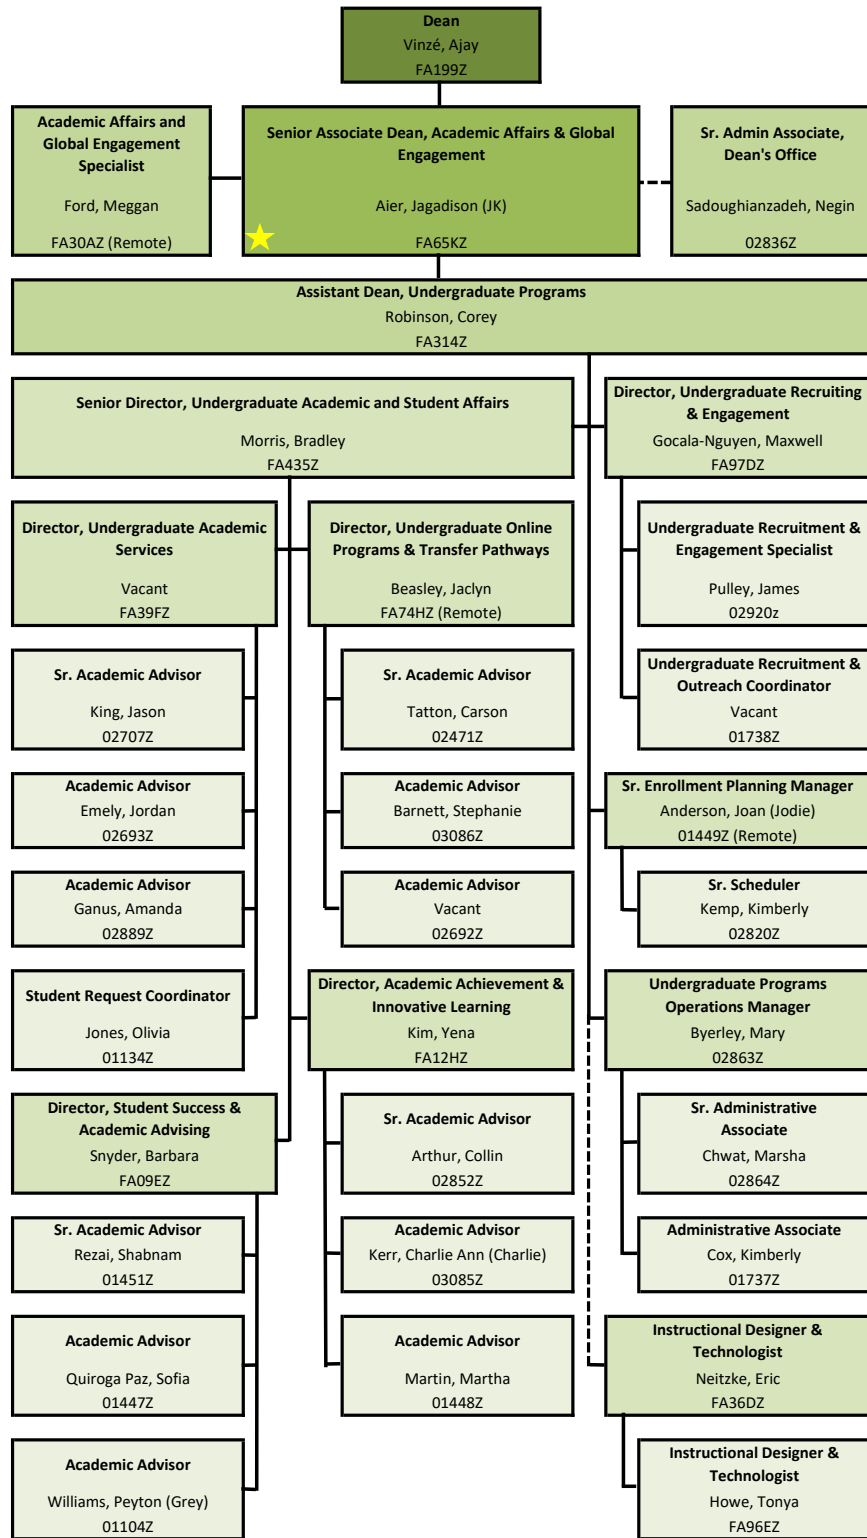 Dean
Vinzé, Ajay
FA199Z
Academic Affairs and
Global Engagement
Specialist
Ford, Meggan
FA30AZ (Remote)
Senior Associate Dean, Academic Affairs & Global
Engagement
Aier, Jagadison (JK)
FA65KZ
Sr. Admin Associate,
Dean's Office
Sadoughianzadeh, Negin
02836Z
Assistant Dean, Undergraduate Programs
Robinson, Corey
FA314Z
Senior Director, Undergraduate Academic and Student Affairs
Morris, Bradley
FA435Z
Director, Undergraduate Recruiting
& Engagement
Gocala-Nguyen, Maxwell
FA97DZ
Director, Undergraduate Academic
Services
Vacant
FA39FZ
Director, Undergraduate Online
Programs & Transfer Pathways
Beasley, Jaclyn
FA74HZ (Remote)
Undergraduate Recruitment &
Engagement Specialist
Pulley, James
02920z
Sr. Academic Advisor
King, Jason
02707Z
Sr. Academic Advisor
Tatton, Carson
02471Z
Undergraduate Recruitment &
Outreach Coordinator
Vacant
01738Z
Academic Advisor
Emely, Jordan
02693Z
Academic Advisor
Barnett, Stephanie
03086Z
Sr. Enrollment Planning Manager
Anderson, Joan (Jodie)
01449Z (Remote)
Academic Advisor
Ganus, Amanda
02889Z
Academic Advisor
Vacant
02692Z
Sr. Scheduler
Kemp, Kimberly
02820Z
Student Request Coordinator
Jones, Olivia
01134Z
Director, Academic Achievement &
Innovative Learning
Kim, Yena
FA12HZ
Undergraduate Programs
Operations Manager
Byerley, Mary
02863Z
Director, Student Success &
Academic Advising
Snyder, Barbara
FA09EZ
Sr. Academic Advisor
Arthur, Collin
02852Z
Sr. Administrative
Associate
Chwat, Marsha
02864Z
Sr. Academic Advisor
Rezai, Shabnam
01451Z
Academic Advisor
Kerr, Charlie Ann (Charlie)
03085Z
Administrative Associate
Cox, Kimberly
01737Z
Academic Advisor
Quiroga Paz, Sofia
01447Z
Academic Advisor
Martin, Martha
01448Z
Instructional Designer &
Technologist
Neitzke, Eric
FA36DZ
Academic Advisor
Williams, Peyton (Grey)
01104Z
Instructional Designer &
Technologist
Howe, Tonya
FA96EZ